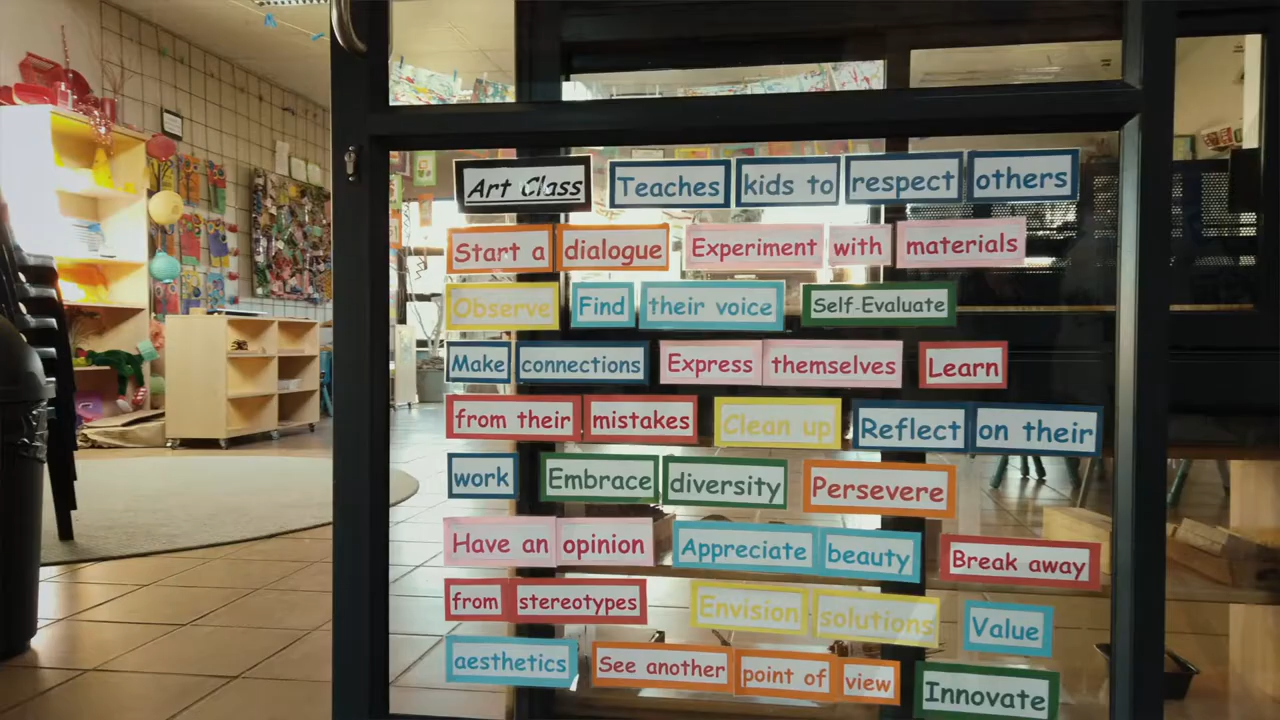 Art Class Teaches kids to respect others
Start a dialogue Experiment with materials
Observe Find their voice Self-Evaluate
Make connections Express themselves Learn
from their mistakes Clean up Reflect on their
work Embrace diversity Persevere
Have an opinion Appreciate beauty Break away
from stereotypes Envision solutions Value
aesthetics See another point of view Innovate